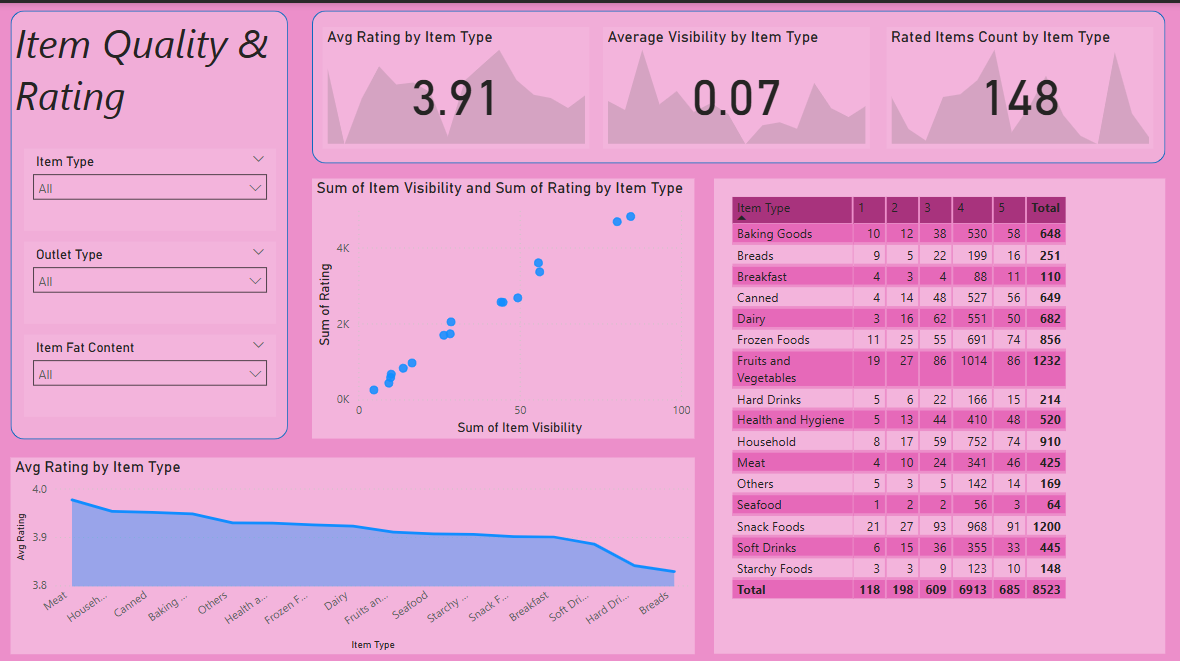 Item Quality &
Rating
Item Type
All
Outlet Type
All
Item Fat Content
All
Avg Rating by Item Type
3.91
Average Visibility by Item Type
0.07
Rated Items Count by Item Type
148
Sum of Item Visibility and Sum of Rating by Item Type
Sum of Rating
4K
2K
0K
0 50 100
Sum of Item Visibility
Item Type 1 2 3 4 5 Total
Baking Goods 10 12 38 530 58 648
Breads 9 5 22 199 16 251
Breakfast 4 3 4 88 11 110
Canned 4 14 48 527 56 649
Dairy 3 16 62 551 50 682
Frozen Foods 11 25 55 691 74 856
Fruits and 19 27 86 1014 86 1232
Vegetables
Hard Drinks 5 6 22 166 15 214
Health and Hygiene 5 13 44 410 48 520
Household 8 17 59 752 74 910
Meat 4 10 24 341 46 425
Others 5 3 5 142 14 169
Seafood 1 2 2 56 3 64
Snack Foods 21 27 93 968 91 1200
Soft Drinks 6 15 36 355 33 445
Starchy Foods 3 3 9 123 10 148
Total 118 198 609 6913 685 8523
Avg Rating by Item Type
Avg Rating
4.0
3.9
3.8
Meat Househ... Canned Baking ... Others Health a... Frozen F... Dairy Fruits an... Seafood Starchy ... Snack F... Breakfast Soft Dri... Hard Dri... Breads
Item Type